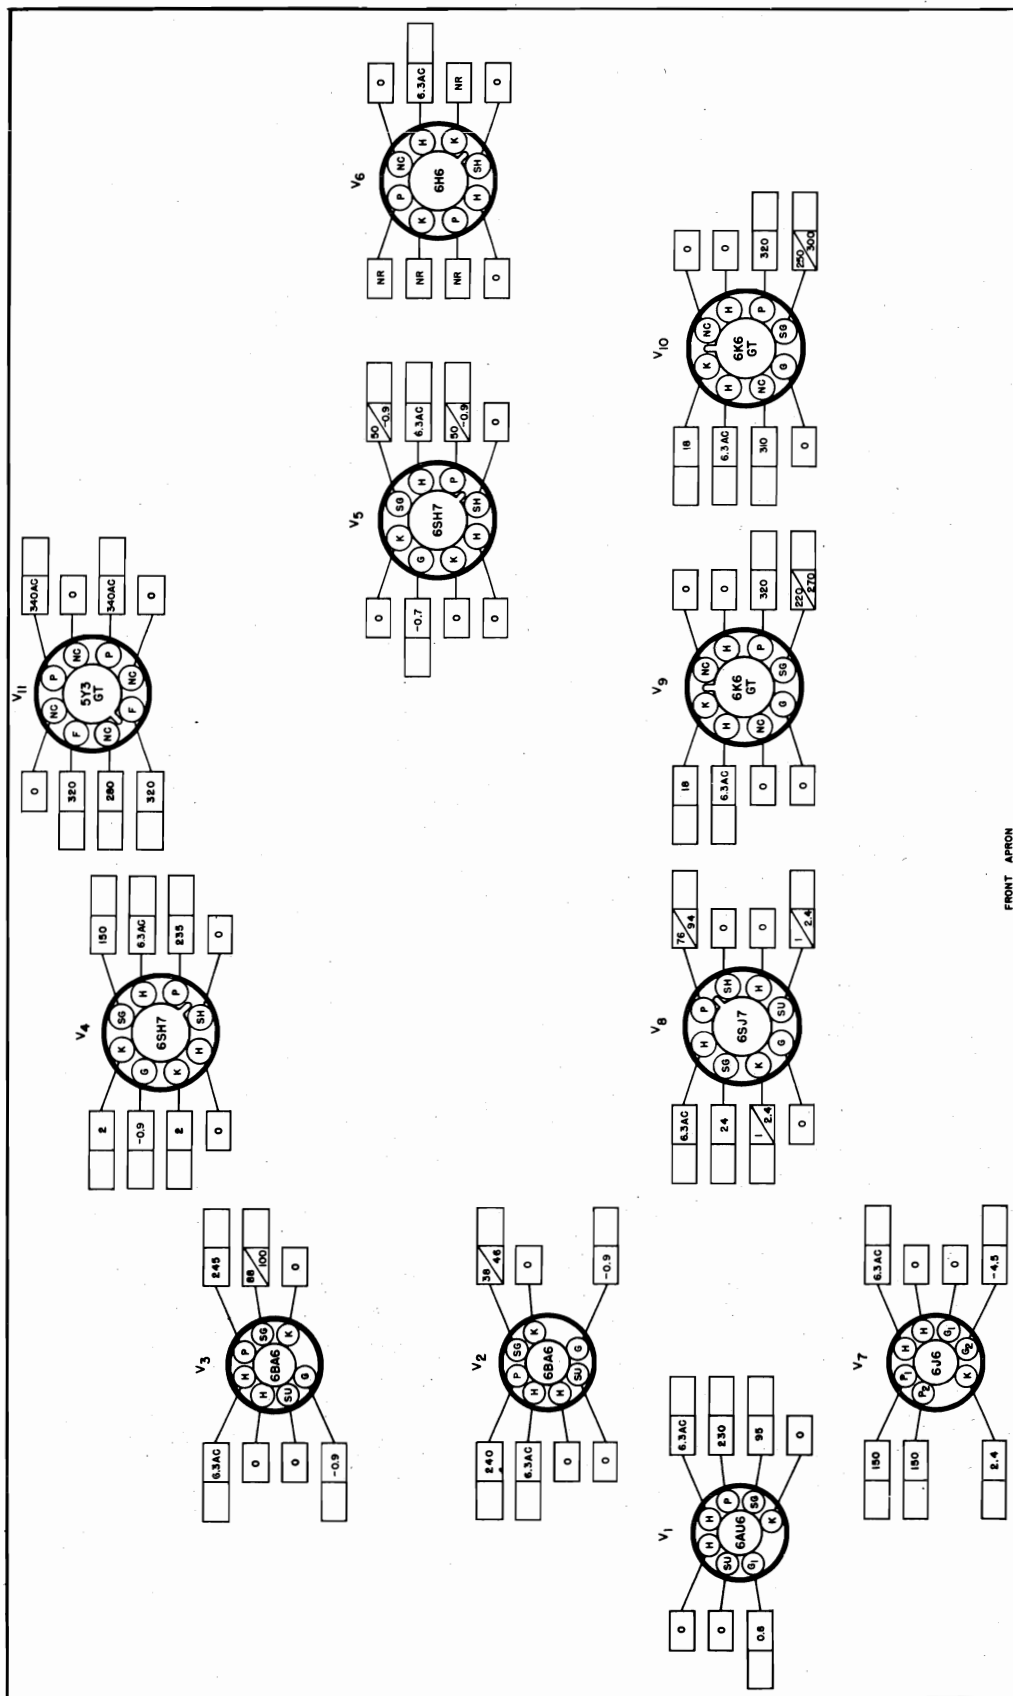 V6
0
6.3AC
NR
0
NC
H
K
SH
P
K
P
H
6H6
NR
NR
NR
0
V5
50
-0.9
6.3AC
50
-0.9
0
SG
H
P
SH
K
G
K
H
6SH7
0
-0.7
0
0
V10
0
0
320
250
300
NC
H
P
SG
K
H
NC
G
6K6
GT
18
6.3AC
310
0
V11
340AC
0
340AC
0
P
NC
P
NC
NC
F
NC
F
5Y3
GT
0
320
280
320
V9
0
0
320
220
270
NC
H
P
SG
K
H
NC
G
6K6
GT
18
6.3AC
0
0
V4
150
6.3AC
235
0
SG
H
P
SH
K
G
K
H
6SH7
2
-0.9
2
0
V8
76
94
0
0
1
2.4
P
SH
H
SU
H
SG
K
G
6SJ7
6.3AC
24
1
2.4
0
FRONT APRON
V3
245
88
100
0
P
SG
K
H
H
SU
G
6BA6
6.3AC
0
0
-0.9
V2
38
46
0
-0.9
SG
K
P
H
H
SU
G
6BA6
240
6.3AC
0
0
V1
6.3AC
230
95
0
H
P
SG
K
H
SU
G1
6AU6
0
0
0.8
V7
6.3AC
0
0
-4.5
H
H
G1
G2
P1
P2
K
6J6
150
150
2.4